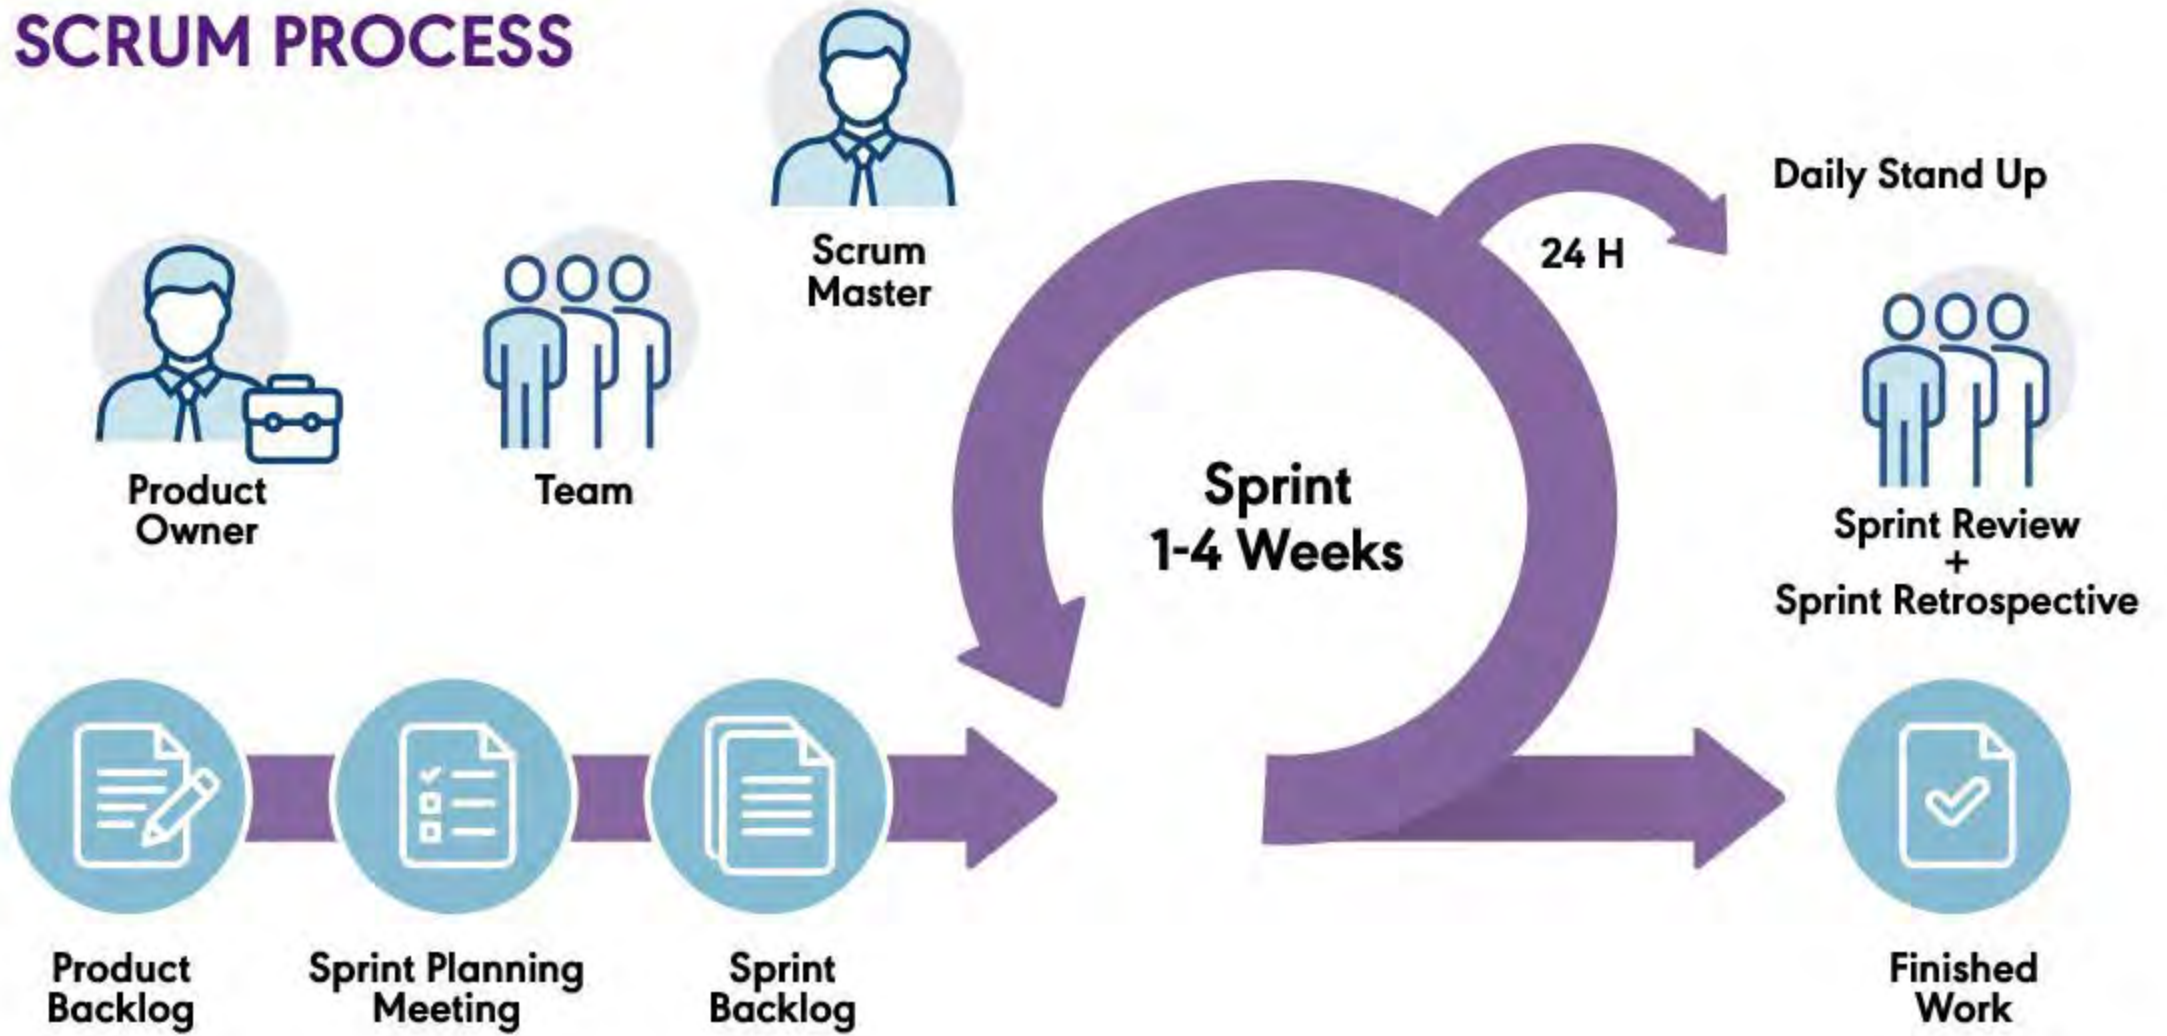 SCRUM PROCESS
Scrum
Master
Daily Stand Up
24 H
Product
Owner
Team
Sprint
1-4 Weeks
Sprint Review
+
Sprint Retrospective
Product
Backlog
Sprint Planning
Meeting
Sprint
Backlog
Finished
Work